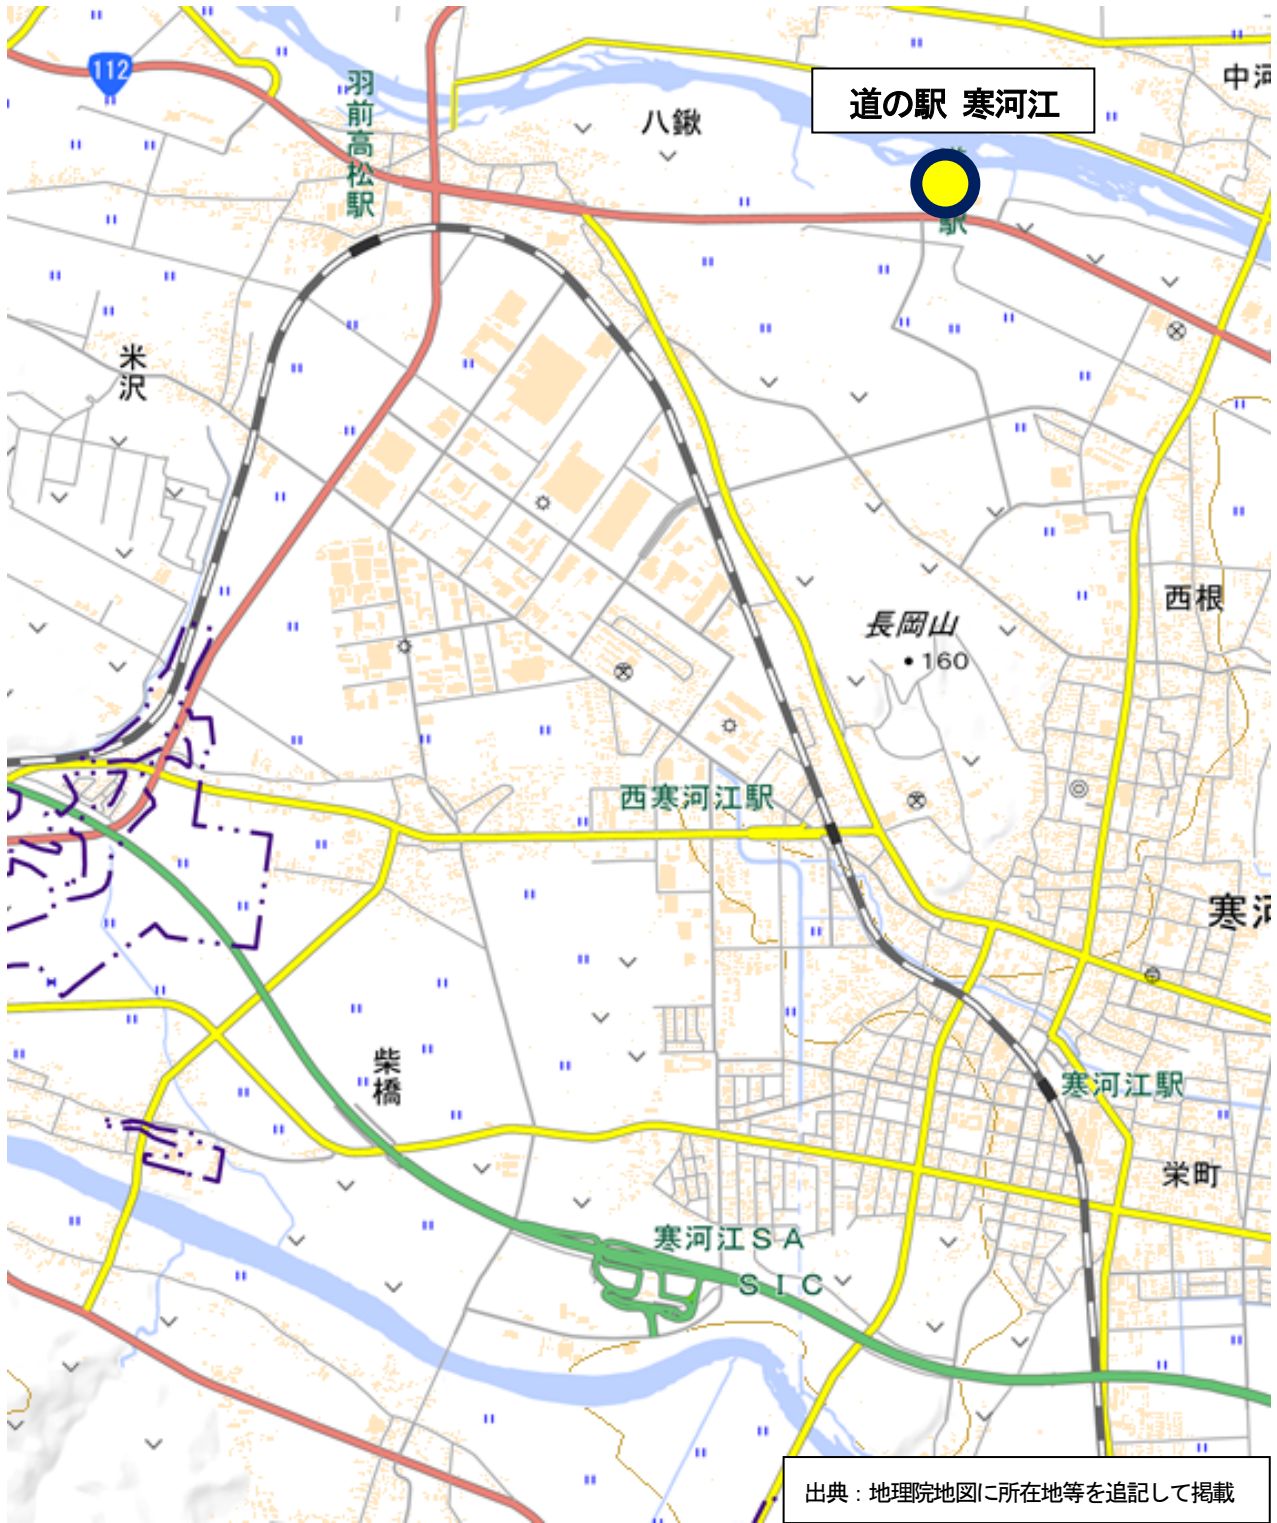 112
羽前高松駅
八鍬
道の駅 寒河江
中河
駅
米沢
長岡山
160
西根
西寒河江駅
寒河
柴橋
寒河江駅
栄町
寒河江SA
SIC
出典：地理院地図に所在地等を追記して掲載